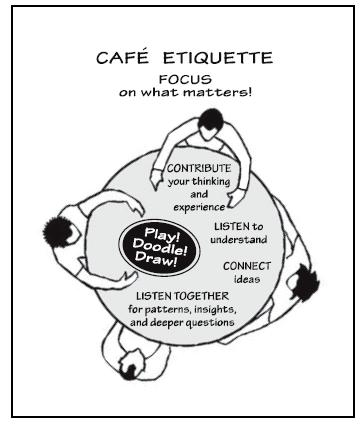 CAFÉ ETIQUETTE
FOCUS
on what matters!
CONTRIBUTE
your thinking
and
experience
Play!
Doodle!
Draw!
LISTEN to
understand
CONNECT
ideas
LISTEN TOGETHER
for patterns, insights,
and deeper questions